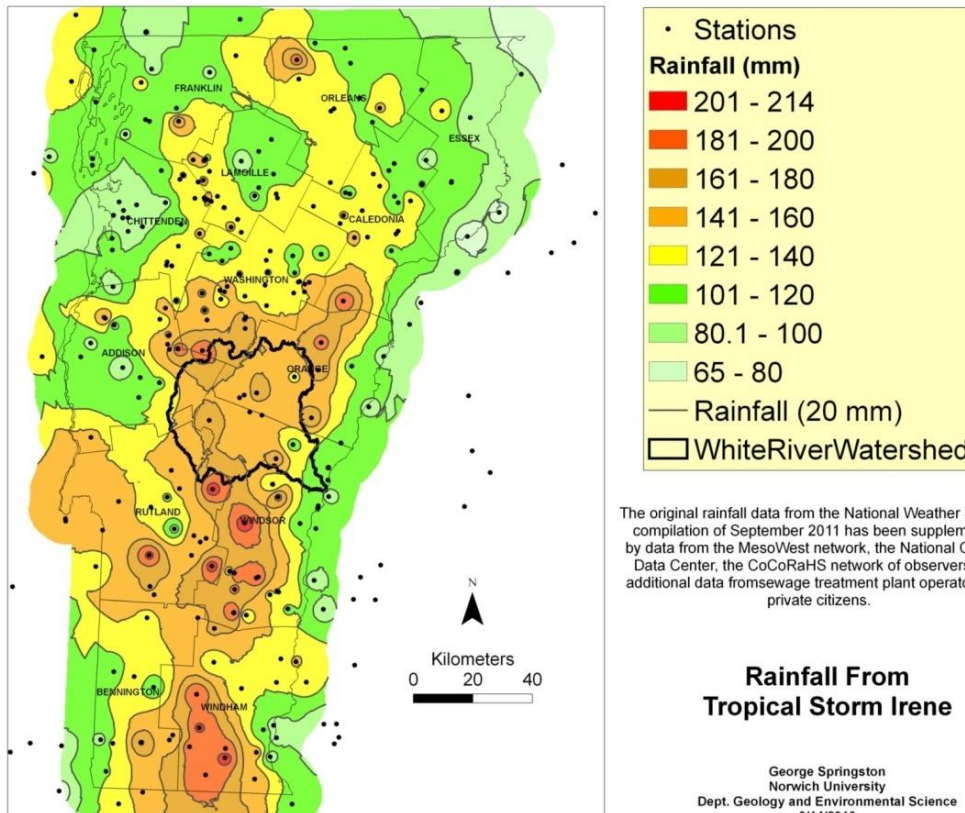 FRANKLIN
ORLEANS
ESSEX
LAMOILLE
CHITTENDEN
CALEDONIA
WASHINGTON
ADDISON
ORANGE
RUTLAND
WINDSOR
BENNINGTON
WINDHAM
N
Kilometers
0 20 40
Stations
Rainfall (mm)
201 - 214
181 - 200
161 - 180
141 - 160
121 - 140
101 - 120
80.1 - 100
65 - 80
Rainfall (20 mm)
WhiteRiverWatershed
The original rainfall data from the National Weather
compilation of September 2011 has been supplem
by data from the MesoWest network, the National C
Data Center, the CoCoRaHS network of observers
additional data fromsewage treatment plant operato
private citizens.
Rainfall From
Tropical Storm Irene
George Springston
Norwich University
Dept. Geology and Environmental Science